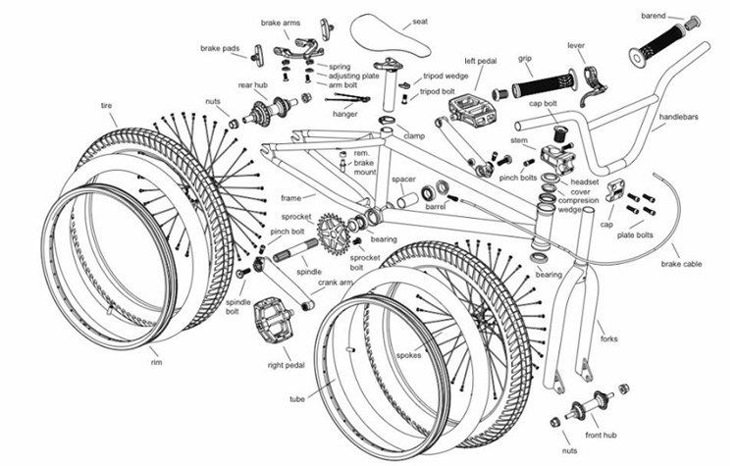 barend
seat
brake arms
lever
brake pads
left pedal
grip
spring
adjusting plate
arm bolt
tripod wedge
tripod bolt
rear hub
nuts
hanger
cap bolt
tire
handlebars
clamp
stem
rem.
brake
mount
pinch bolts
headset
cover
compresion
wedge
spacer
frame
barrel
cap
sprocket
pinch bolt
plate bolts
bearing
sprocket
bolt
brake cable
spindle
bearing
crank arm
spindle
bolt
forks
spokes
rim
right pedal
tube
front hub
nuts